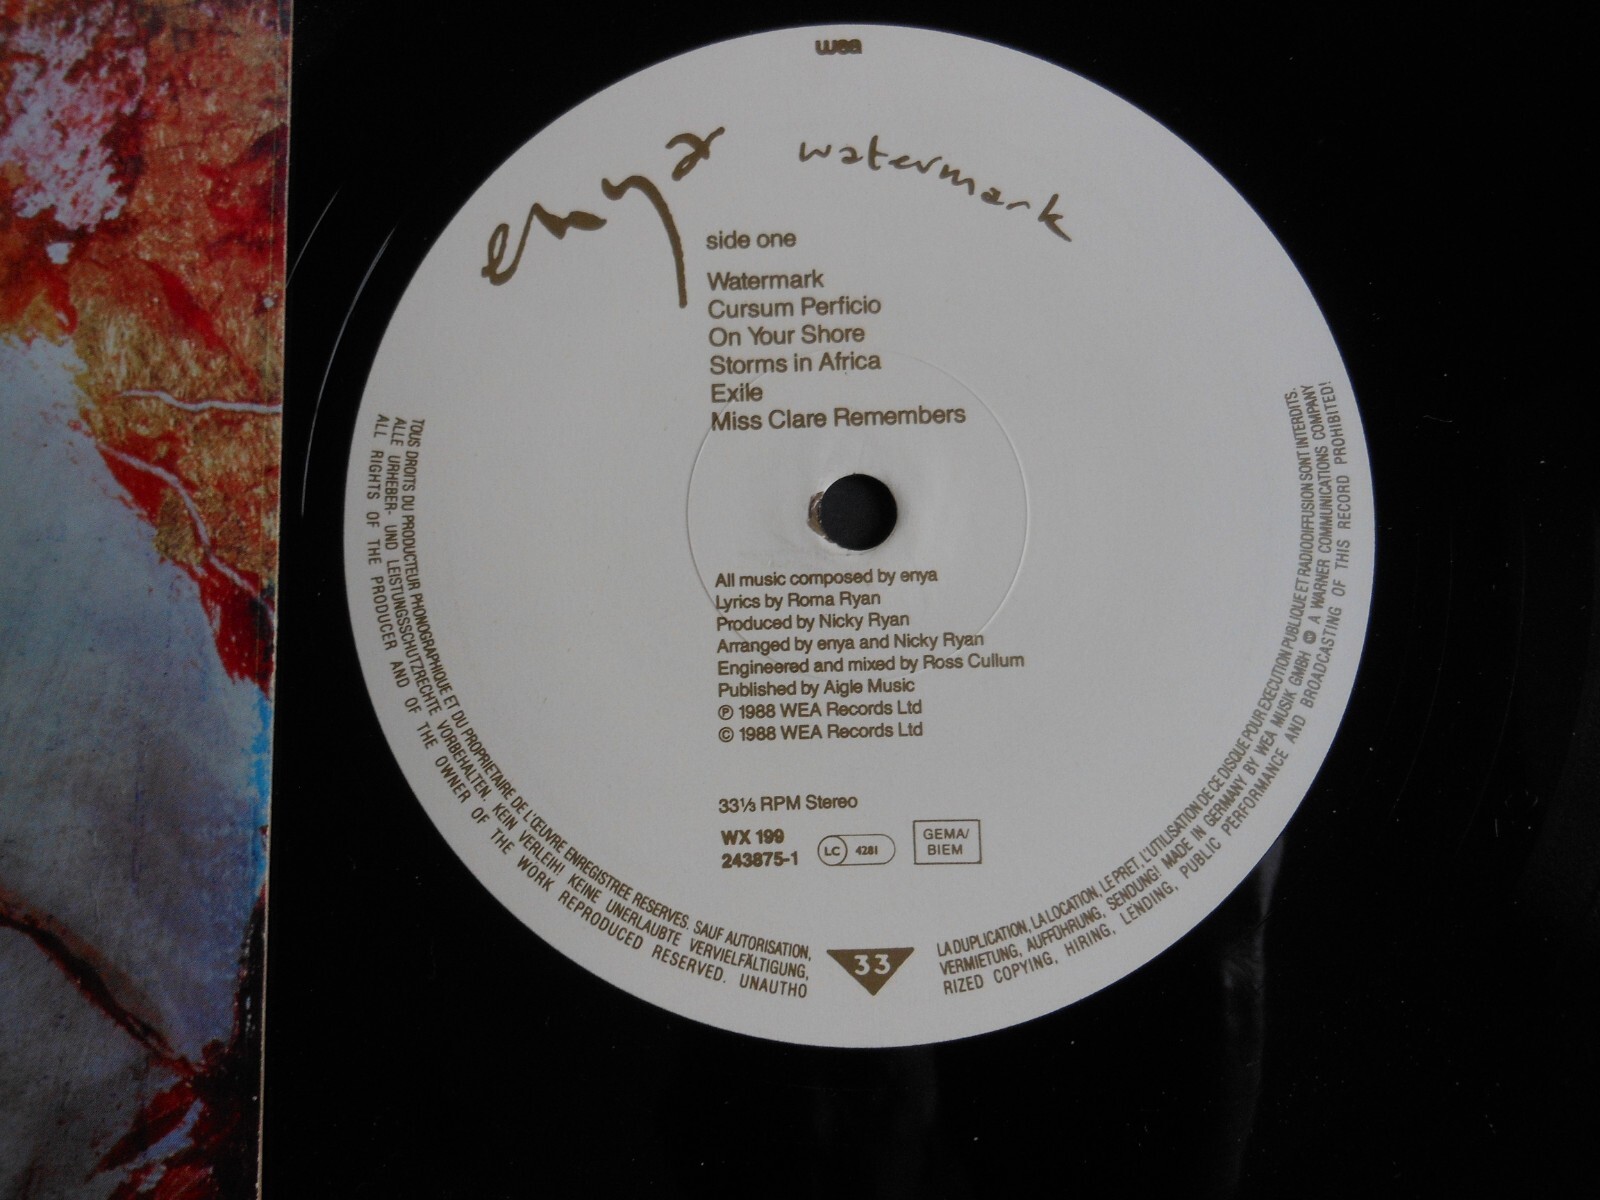 wea
enya
watermark
side one
Watermark
Cursum Perficio
On Your Shore
Storms in Africa
Exile
Miss Clare Remembers
All music composed by enya
Lyrics by Roma Ryan
Produced by Nicky Ryan
Arranged by enya and Nicky Ryan
Engineered and mixed by Ross Cullum
Published by Aigle Music
℗ 1988 WEA Records Ltd
© 1988 WEA Records Ltd
33⅓ RPM Stereo
WX 199
243875-1
LC 4281
GEMA/
BIEM
33
TOUS DROITS DU PRODUCTEUR PHONOGRAPHIQUE ET DU PROPRIETAIRE DE L'ŒUVRE ENREGISTREE RESERVES. SAUF AUTORISATION, LA DUPLICATION, LA LOCATION, LE PRET, L'UTILISATION DE CE DISQUE POUR EXECUTION PUBLIQUE ET RADIODIFFUSION SONT INTERDITS.
ALLE URHEBER- UND LEISTUNGSSCHUTZRECHTE VORBEHALTEN. KEIN VERLEIH! KEINE UNERLAUBTE VERVIELFÄLTIGUNG, VERMIETUNG, AUFFÜHRUNG, SENDUNG! MADE IN GERMANY BY WEA MUSIK GMBH A WARNER COMMUNICATIONS COMPANY
ALL RIGHTS OF THE PRODUCER AND OF THE OWNER OF THE WORK REPRODUCED RESERVED. UNAUTHORIZED COPYING, HIRING, LENDING, PUBLIC PERFORMANCE AND BROADCASTING OF THIS RECORD PROHIBITED!